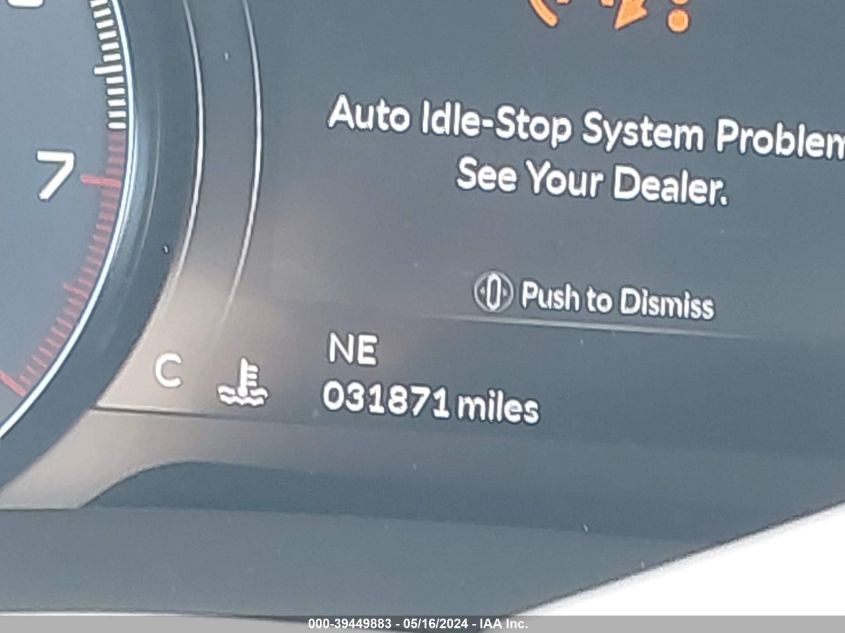 7
Auto Idle-Stop System Problem
See Your Dealer.
Push to Dismiss
C
NE
031871 miles
000-39449883 - 05/16/2024 - IAA Inc.